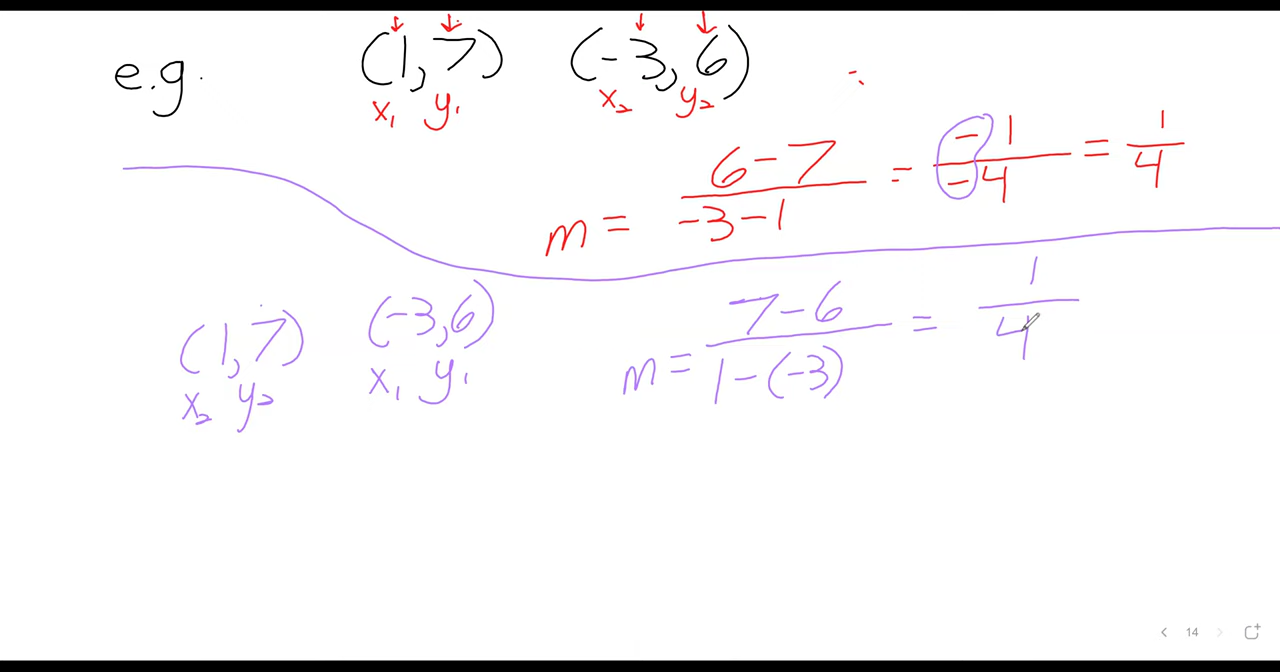 e.g. (1, 7) (-3, 6)
x₁ y₁ x₂ y₂
m = 6 - 7 / -3 - 1 = -1 / -4 = 1 / 4
(1, 7) (-3, 6)
x₂ y₂ x₁ y₁
m = 7 - 6 / 1 - (-3) = 1 / 4
14